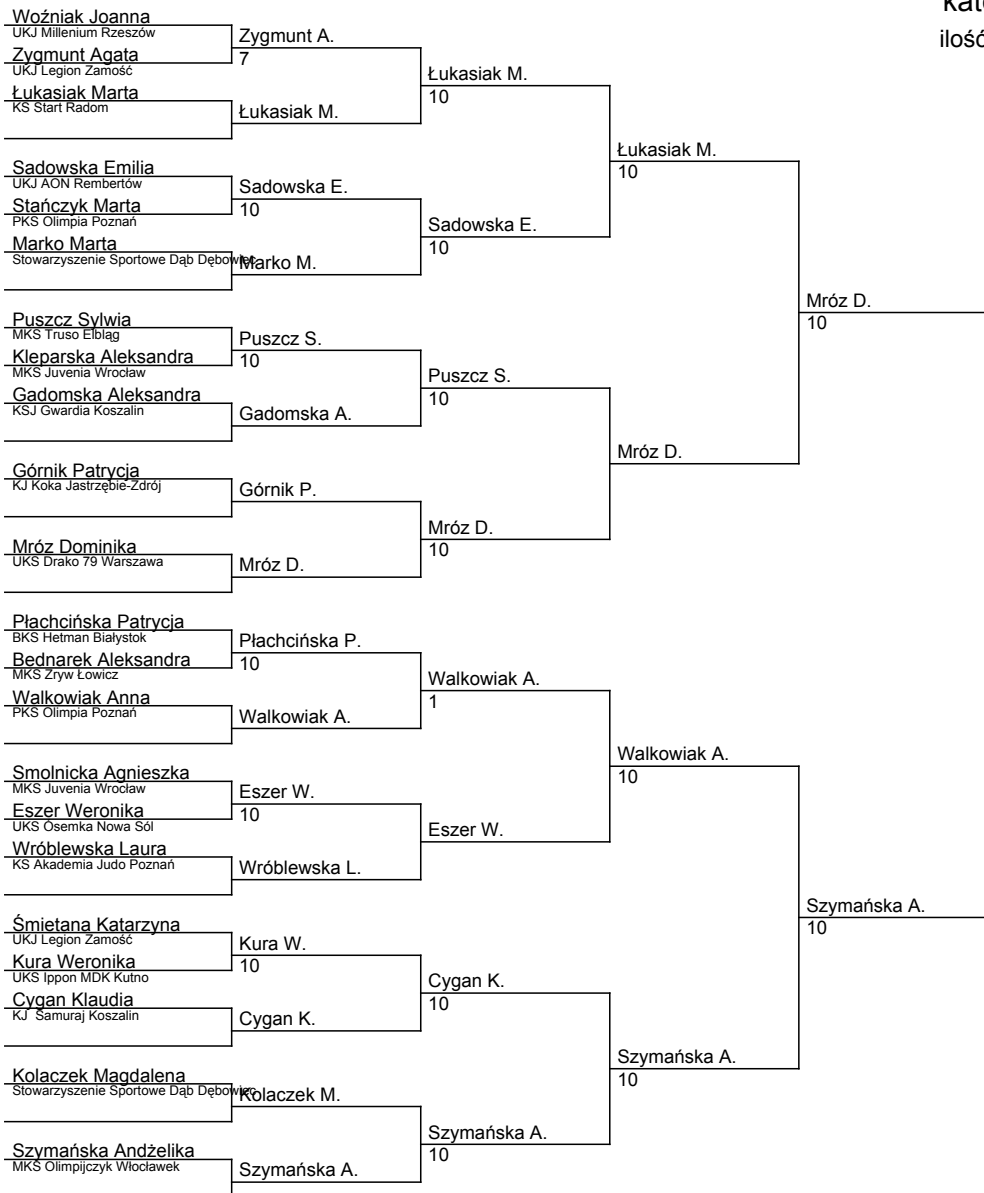 kate
ilość
Woźniak Joanna
UKJ Millenium Rzeszów
Zygmunt Agata
UKJ Legion Zamość
Łukasiak Marta
KS Start Radom
Sadowska Emilia
UKJ AON Rembertów
Stańczyk Marta
PKS Olimpia Poznań
Marko Marta
Stowarzyszenie Sportowe Dąb Dębowiec
Puszcz Sylwia
MKS Truso Elbląg
Kleparska Aleksandra
MKS Juvenia Wrocław
Gadomska Aleksandra
KSJ Gwardia Koszalin
Górnik Patrycja
KJ Koka Jastrzębie-Zdrój
Mróz Dominika
UKS Drako 79 Warszawa
Płachcińska Patrycja
BKS Hetman Białystok
Bednarek Aleksandra
MKS Zryw Łowicz
Walkowiak Anna
PKS Olimpia Poznań
Smolnicka Agnieszka
MKS Juvenia Wrocław
Eszer Weronika
UKS Ósemka Nowa Sól
Wróblewska Laura
KS Akademia Judo Poznań
Śmietana Katarzyna
UKJ Legion Zamość
Kura Weronika
UKS Ippon MDK Kutno
Cygan Klaudia
KJ Samuraj Koszalin
Kolaczek Magdalena
Stowarzyszenie Sportowe Dąb Dębowiec
Szymańska Andżelika
MKS Olimpijczyk Włocławek
Zygmunt A.
7
Łukasiak M.
Sadowska E.
10
Marko M.
Puszcz S.
10
Gadomska A.
Górnik P.
Mróz D.
Płachcińska P.
10
Walkowiak A.
Eszer W.
10
Wróblewska L.
Kura W.
10
Cygan K.
Kolaczek M.
Szymańska A.
Łukasiak M.
10
Sadowska E.
10
Puszcz S.
10
Mróz D.
10
Walkowiak A.
1
Eszer W.
Cygan K.
10
Szymańska A.
10
Łukasiak M.
10
Mróz D.
Walkowiak A.
10
Szymańska A.
10
Mróz D.
10
Szymańska A.
10